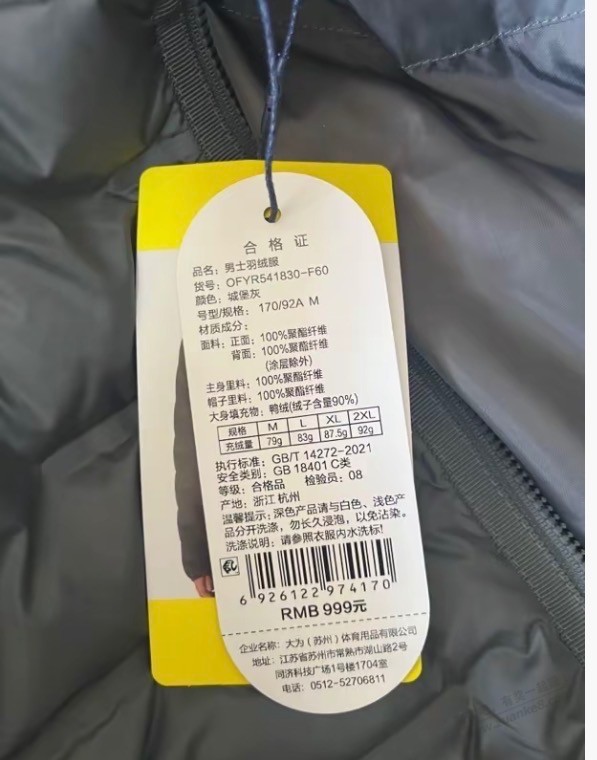 合格证
品名：男士羽绒服
货号：OFYR541830-F60
颜色：城堡灰
号型/规格：170/92A M
材质成分：
面料：正面：100%聚酯纤维
背面：100%聚酯纤维
(涂层除外)
主身里料：100%聚酯纤维
帽子里料：100%聚酯纤维
大身填充物：鸭绒(绒子含量90%)
规格 M L XL 2XL
充绒量 79g 83g 87.5g 92g
执行标准：GB/T 14272-2021
安全类别：GB 18401 C类
等级：合格品 检验员：08
产地：浙江 杭州
温馨提示：深色产品请与白色、浅色产
品分开洗涤，勿长久浸泡，以免沾染。
洗涤说明：请参照衣服内水洗标!
6 926122 974170
RMB 999元
企业名称：大为（苏州）体育用品有限公司
地址：江苏省苏州市常熟市湖山路2号
同济科技广场1号楼1704室
电话：0512-52706811